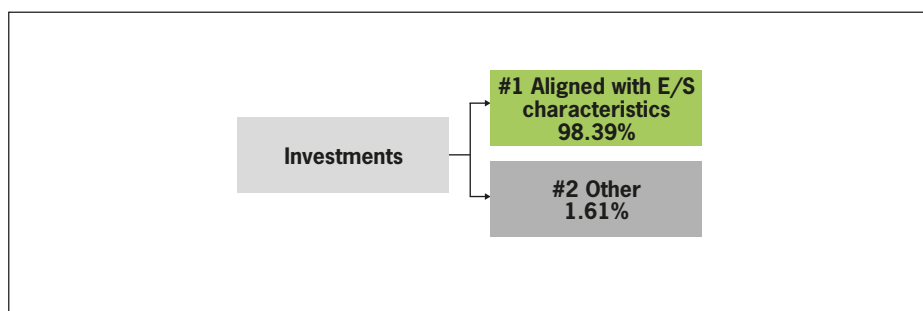 #1 Aligned with E/S
characteristics
98.39%
Investments
#2 Other
1.61%